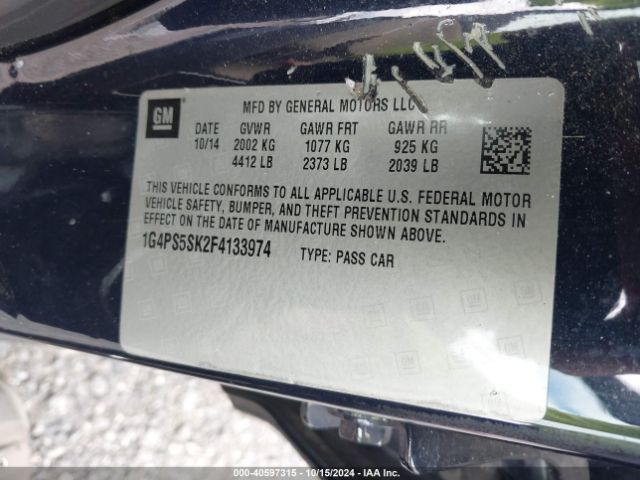 GM
MFD BY GENERAL MOTORS LLC
DATE GVWR GAWR FRT GAWR RR
10/14 2002 KG 1077 KG 925 KG
4412 LB 2373 LB 2039 LB
THIS VEHICLE CONFORMS TO ALL APPLICABLE U.S. FEDERAL MOTOR
VEHICLE SAFETY, BUMPER, AND THEFT PREVENTION STANDARDS IN
EFFECT ON THE DATE OF MANUFACTURE SHOWN ABOVE.
1G4PS5SK2F4133974 TYPE: PASS CAR
000-40597315 - 10/15/2024 - IAA Inc.